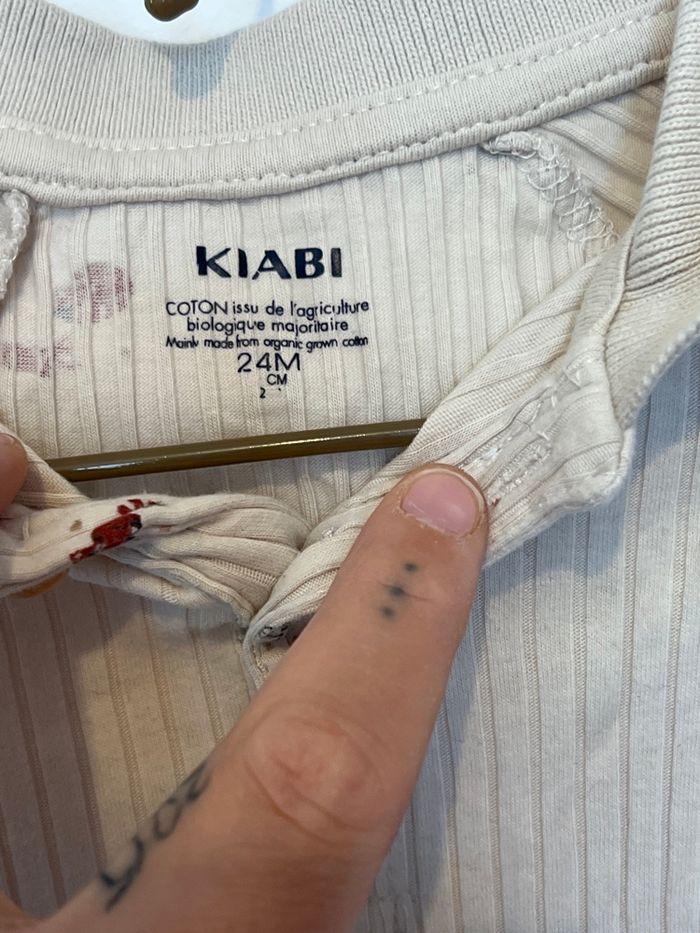 KIABI
COTON issu de l'agriculture
biologique majoritaire
Mainly made from organic grown cotton
24M
CM
2